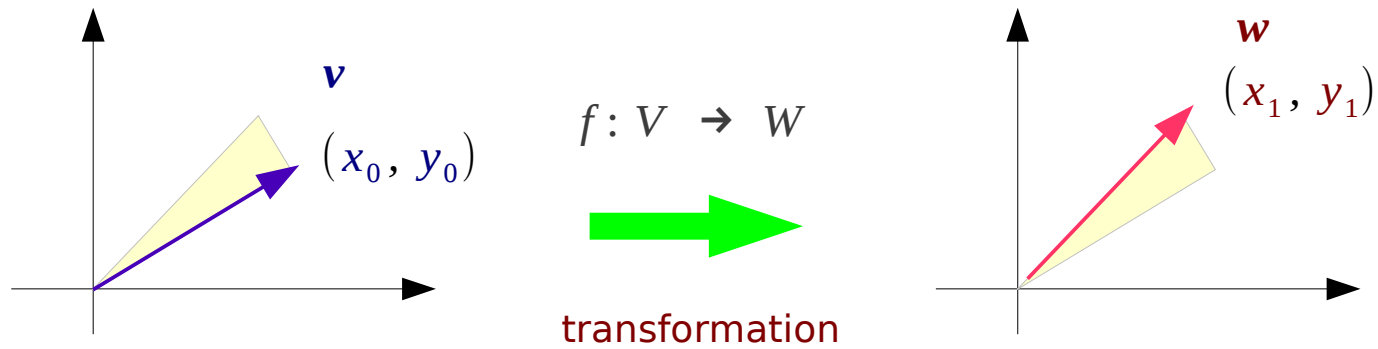 v
(x₀, y₀)
f : V → W
transformation
w
(x₁, y₁)